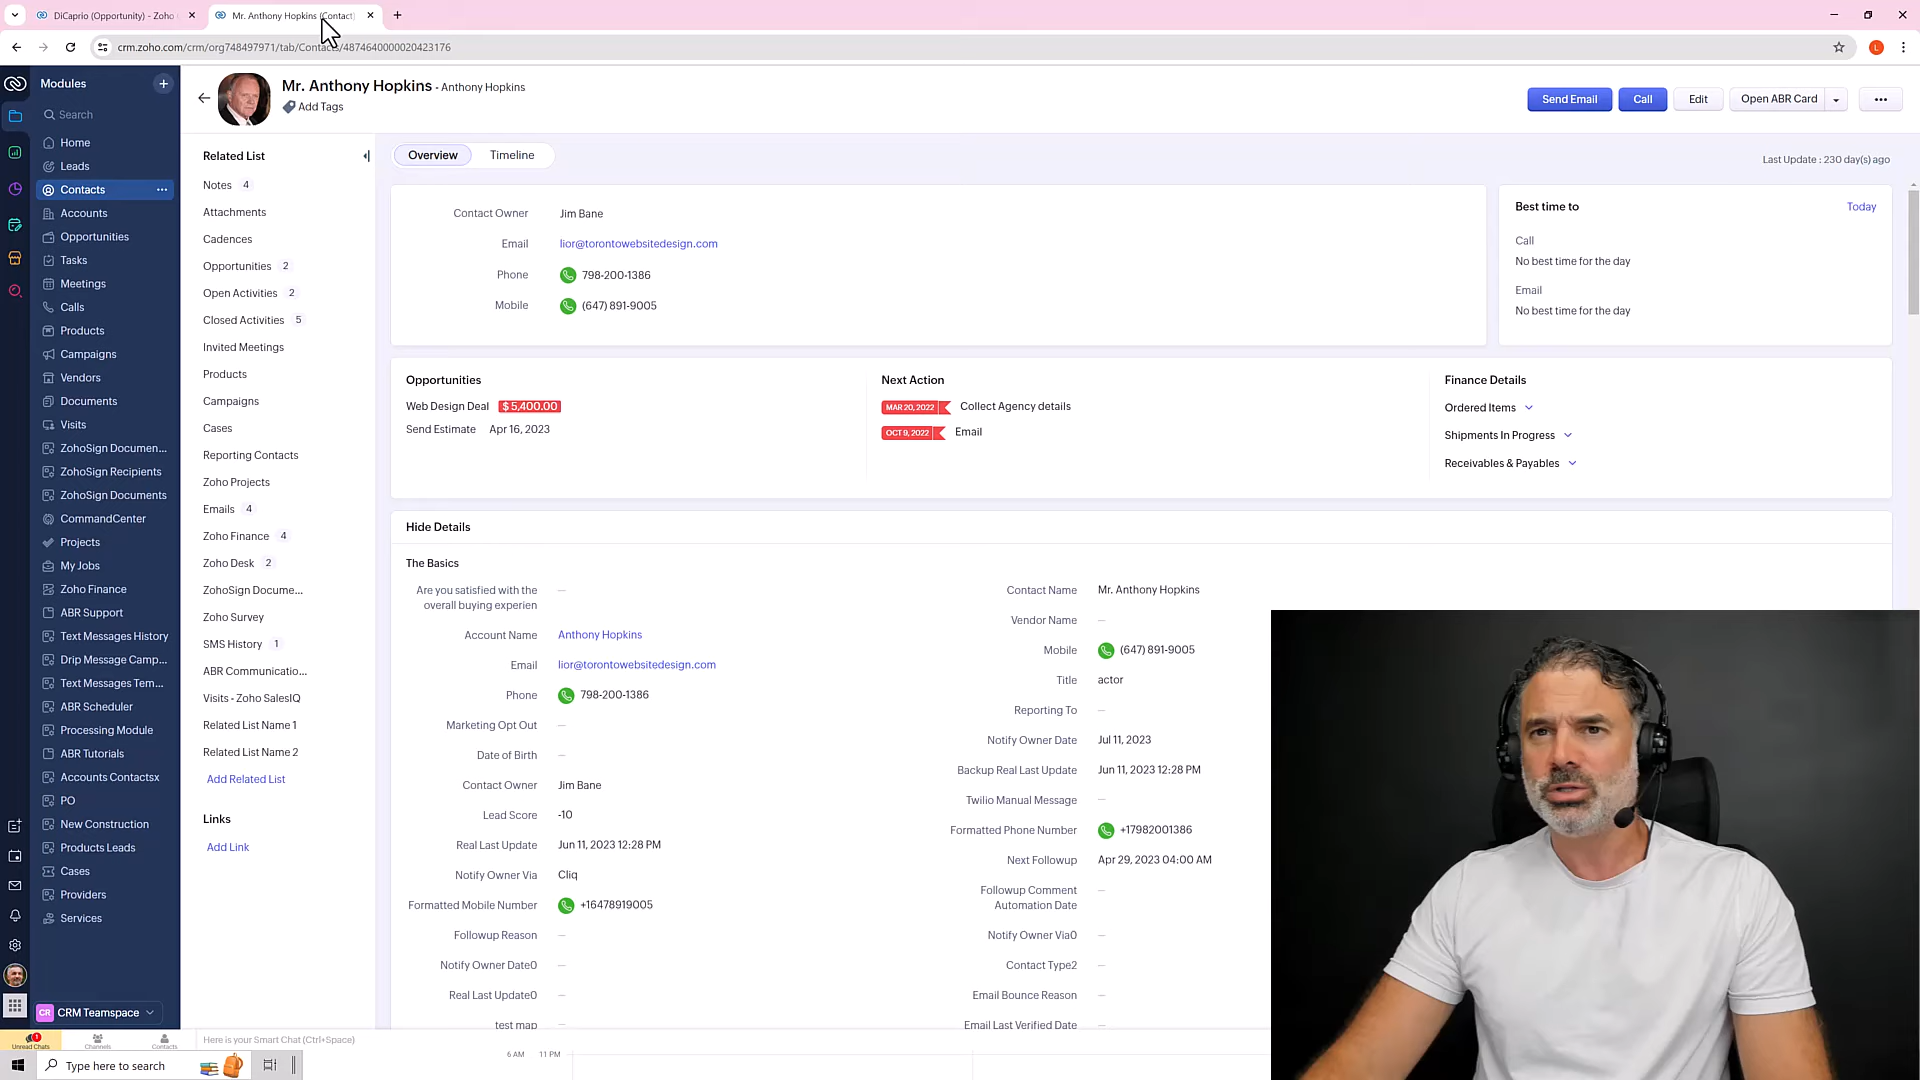 DiCaprio (Opportunity) - Zoho
Mr. Anthony Hopkins (Contact)
crm.zoho.com/crm/org748497971/tab/Contacts/4874640000020423176
L
Modules
Search
Home
Leads
Contacts
Accounts
Opportunities
Tasks
Meetings
Calls
Products
Campaigns
Vendors
Documents
Visits
ZohoSign Documen...
ZohoSign Recipients
ZohoSign Documents
CommandCenter
Projects
My Jobs
Zoho Finance
ABR Support
Text Messages History
Drip Message Camp...
Text Messages Tem...
ABR Scheduler
Processing Module
ABR Tutorials
Accounts Contactsx
PO
New Construction
Products Leads
Cases
Providers
Services
CR CRM Teamspace
Mr. Anthony Hopkins - Anthony Hopkins
Add Tags
Send Email
Call
Edit
Open ABR Card
Related List
Notes 4
Attachments
Cadences
Opportunities 2
Open Activities 2
Closed Activities 5
Invited Meetings
Products
Campaigns
Cases
Reporting Contacts
Zoho Projects
Emails 4
Zoho Finance 4
Zoho Desk 2
ZohoSign Docume...
Zoho Survey
SMS History 1
ABR Communicatio...
Visits - Zoho SalesIQ
Related List Name 1
Related List Name 2
Add Related List
Links
Add Link
Overview
Timeline
Last Update : 230 day(s) ago
Contact Owner Jim Bane
Email lior@torontowebsitedesign.com
Phone 798-200-1386
Mobile (647) 891-9005
Best time to
Today
Call
No best time for the day
Email
No best time for the day
Opportunities
Web Design Deal $ 5,400.00
Send Estimate Apr 16, 2023
Next Action
MAR 20, 2022 Collect Agency details
OCT 9, 2022 Email
Finance Details
Ordered Items
Shipments In Progress
Receivables & Payables
Hide Details
The Basics
Are you satisfied with the
overall buying experien —
Account Name Anthony Hopkins
Email lior@torontowebsitedesign.com
Phone 798-200-1386
Marketing Opt Out —
Date of Birth —
Contact Owner Jim Bane
Lead Score -10
Real Last Update Jun 11, 2023 12:28 PM
Notify Owner Via Cliq
Formatted Mobile Number +16478919005
Followup Reason —
Notify Owner Date0 —
Real Last Update0 —
test map —
Contact Name Mr. Anthony Hopkins
Vendor Name —
Mobile (647) 891-9005
Title actor
Reporting To —
Notify Owner Date Jul 11, 2023
Backup Real Last Update Jun 11, 2023 12:28 PM
Twilio Manual Message —
Formatted Phone Number +17982001386
Next Followup Apr 29, 2023 04:00 AM
Followup Comment
Automation Date —
Notify Owner Via0 —
Contact Type2 —
Email Bounce Reason —
Email Last Verified Date —
1
Unread Chats
Channels
Contacts
Here is your Smart Chat (Ctrl+Space)
6 AM 11 PM
Type here to search